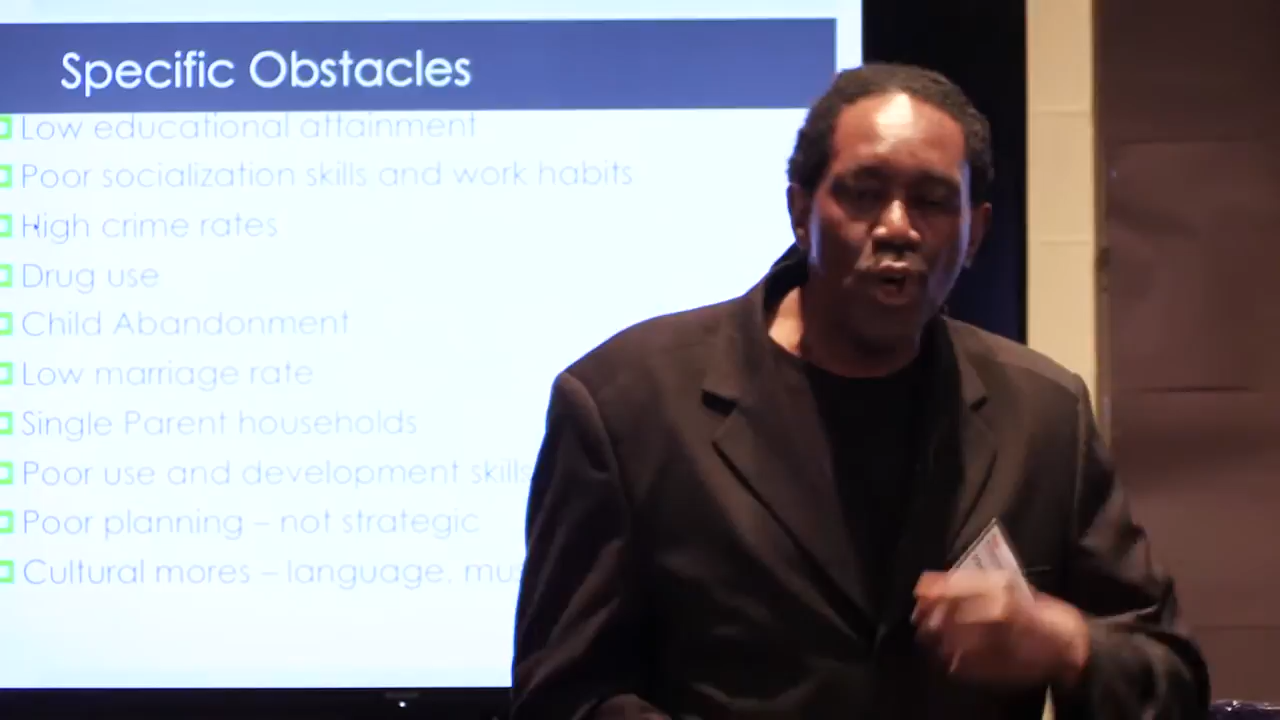 Specific Obstacles
Low educational attainment
Poor socialization skills and work habits
High crime rates
Drug use
Child Abandonment
Low marriage rate
Single Parent households
Poor use and development skills
Poor planning – not strategic
Cultural mores – language,